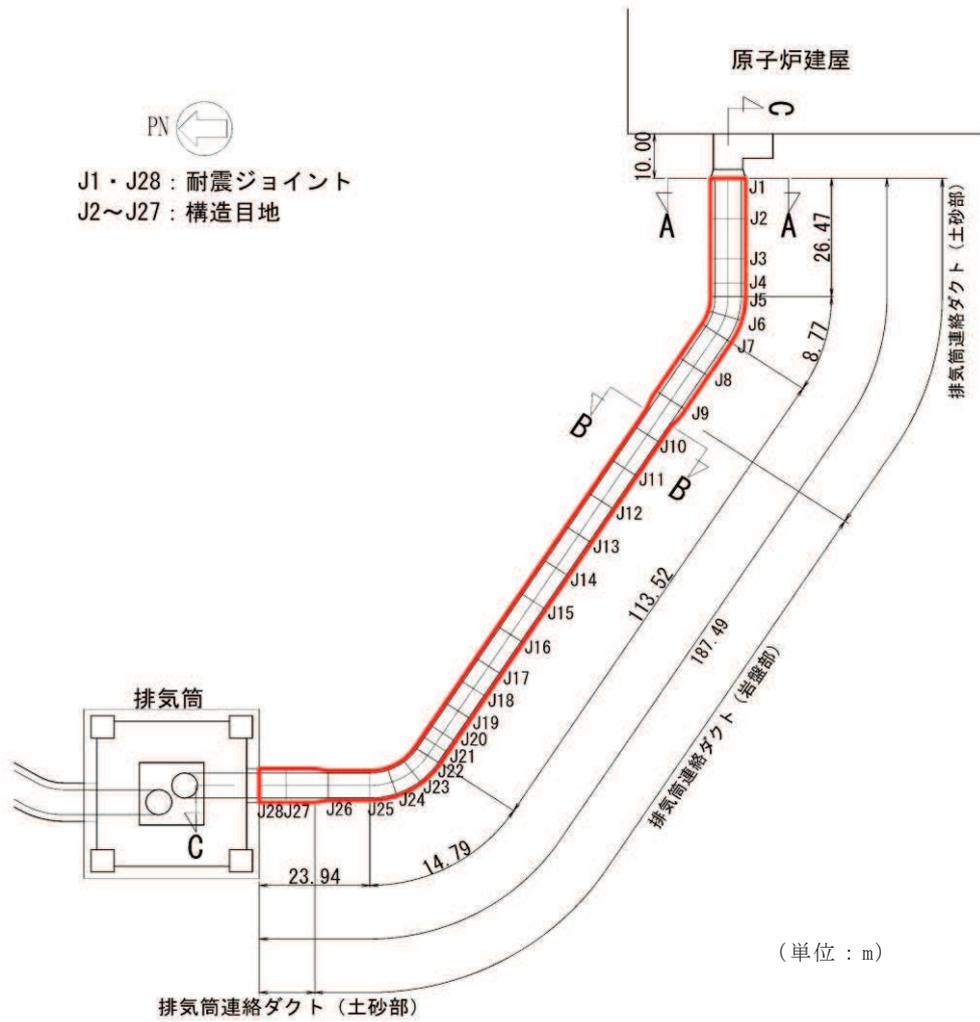 原子炉建屋
C
PN
10.00
J1・J28：耐震ジョイント
J2～J27：構造目地
A
A
J1
J2
J3
J4
J5
J6
J7
J8
J9
J10
J11
J12
J13
J14
J15
J16
J17
J18
J19
J20
J21
J22
J23
J24
J25
J26
J27
J28
26.47
8.77
排気筒連絡ダクト（土砂部）
B
B
113.52
187.49
排気筒連絡ダクト（岩盤部）
排気筒
C
23.94
14.79
（単位：m）
排気筒連絡ダクト（土砂部）